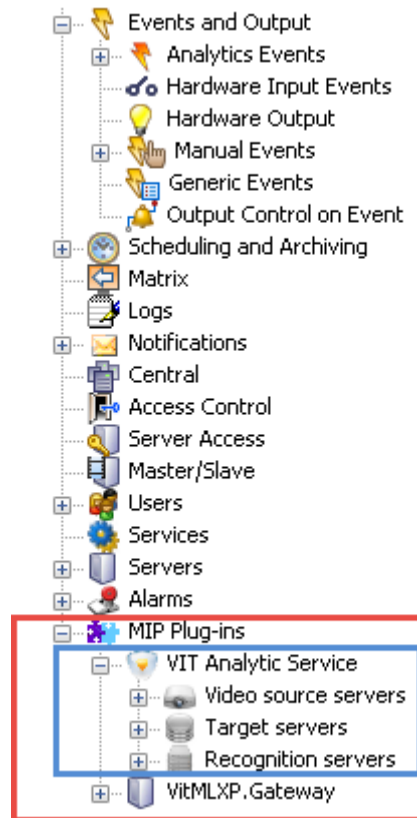 Events and Output
Analytics Events
Hardware Input Events
Hardware Output
Manual Events
Generic Events
Output Control on Event
Scheduling and Archiving
Matrix
Logs
Notifications
Central
Access Control
Server Access
Master/Slave
Users
Services
Servers
Alarms
MIP Plug-ins
VIT Analytic Service
Video source servers
Target servers
Recognition servers
VitMLXP.Gateway